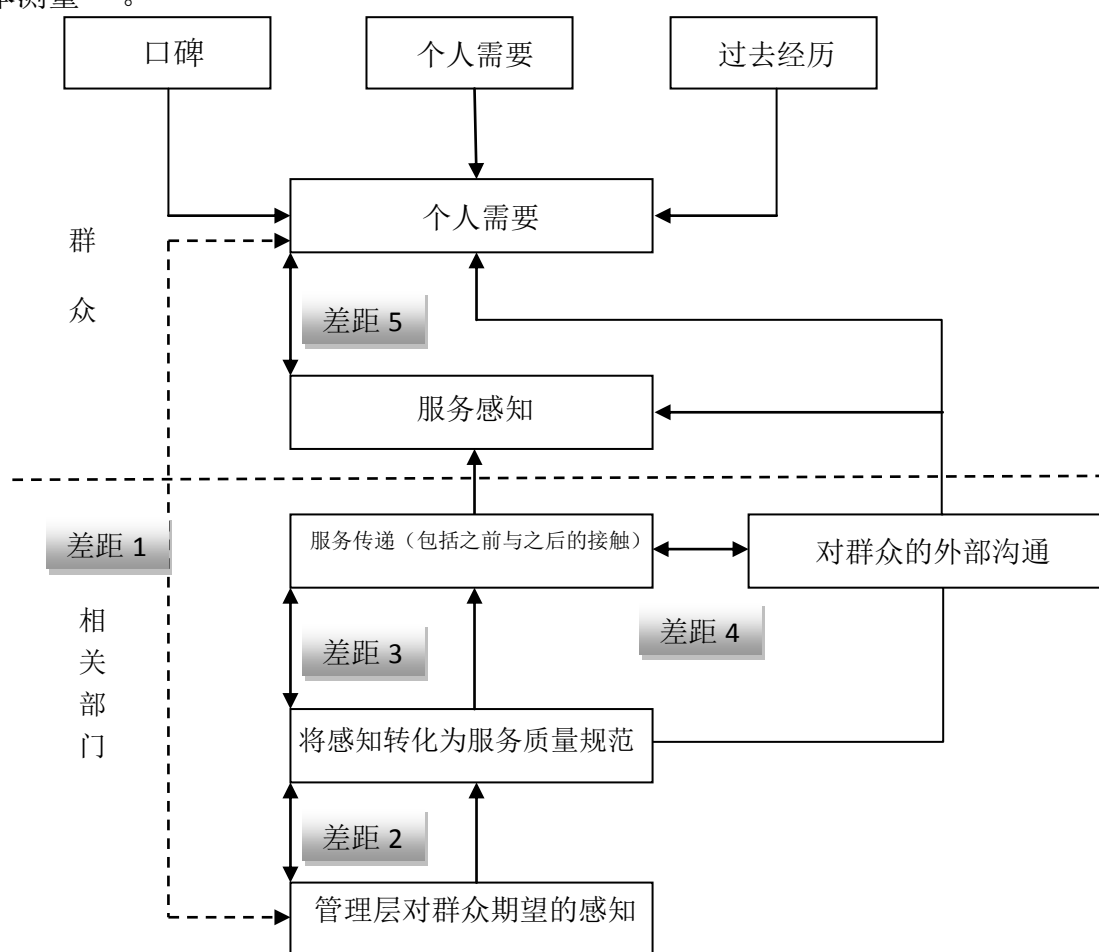 测量 。
口碑
个人需要
过去经历
个人需要
群
众
差距 5
服务感知
差距 1
服务传递（包括之前与之后的接触）
对群众的外部沟通
相
关
部
门
差距 3
差距 4
将感知转化为服务质量规范
差距 2
管理层对群众期望的感知